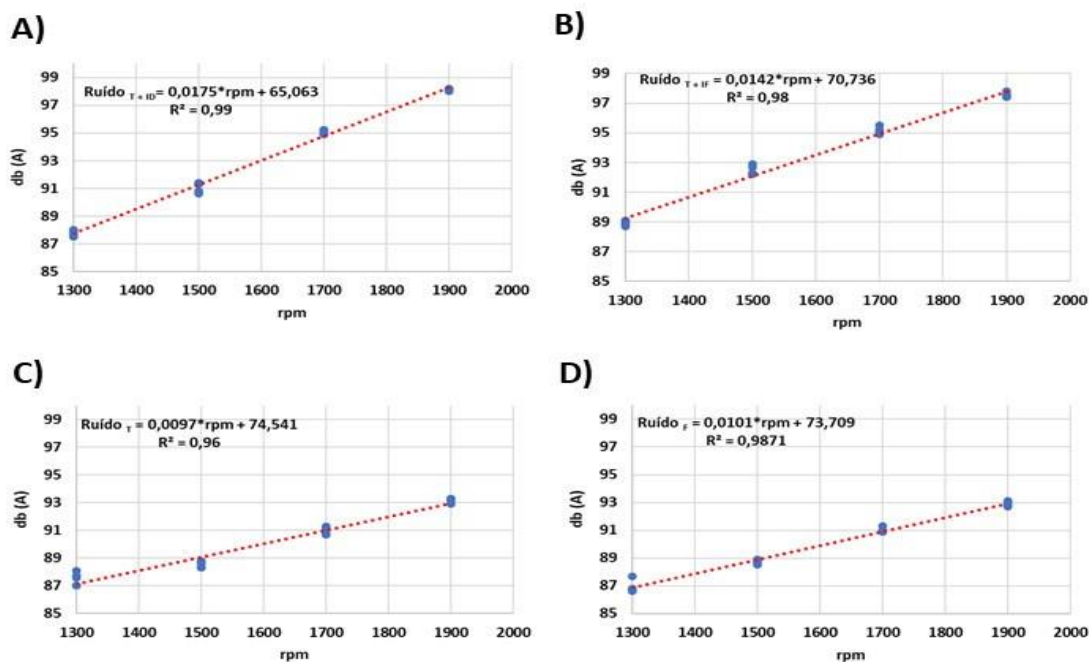 A)
Ruído T + ID= 0,0175*rpm + 65,063
R² = 0,99
99
97
95
93
91
89
87
85
db (A)
1300 1400 1500 1600 1700 1800 1900 2000
rpm
B)
Ruído T + IF = 0,0142*rpm + 70,736
R² = 0,98
99
97
95
93
91
89
87
85
db (A)
1300 1400 1500 1600 1700 1800 1900 2000
rpm
C)
Ruído T = 0,0097*rpm + 74,541
R² = 0,96
99
97
95
93
91
89
87
85
db (A)
1300 1400 1500 1600 1700 1800 1900 2000
rpm
D)
Ruído F = 0,0101*rpm + 73,709
R² = 0,9871
99
97
95
93
91
89
87
85
db (A)
1300 1400 1500 1600 1700 1800 1900 2000
rpm